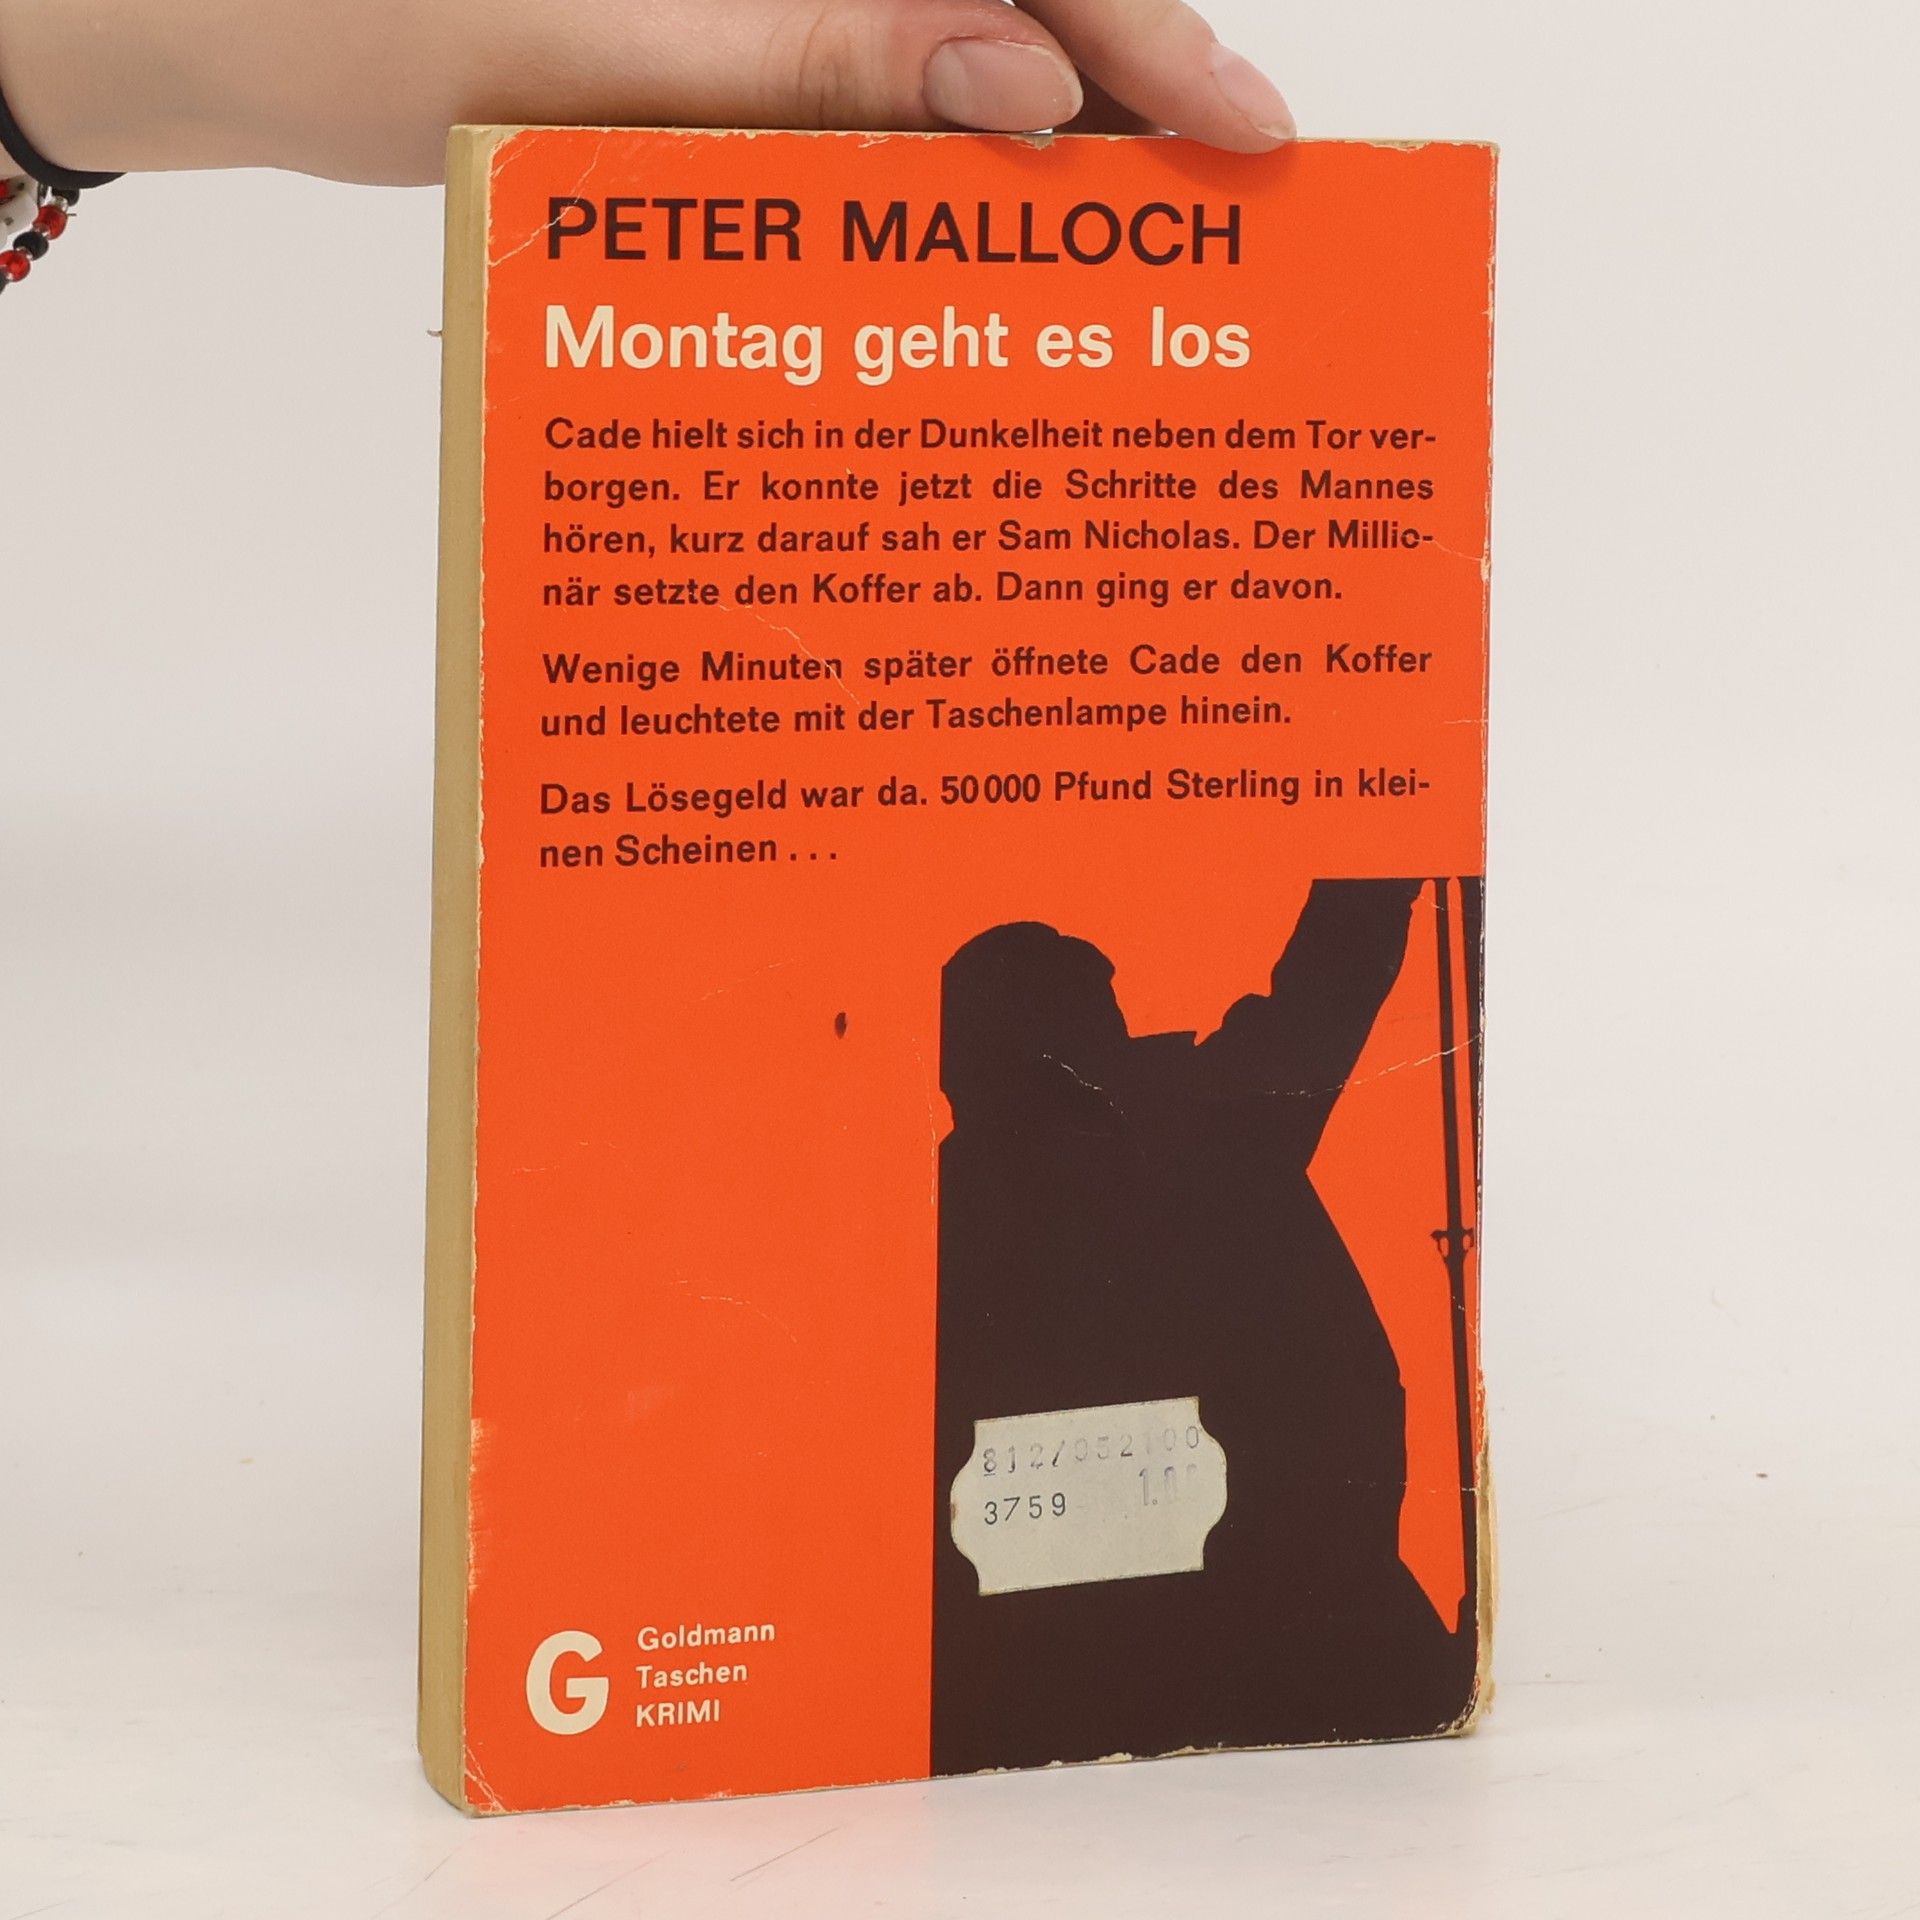 PETER MALLOCH
Montag geht es los
Cade hielt sich in der Dunkelheit neben dem Tor ver-
borgen. Er konnte jetzt die Schritte des Mannes
hören, kurz darauf sah er Sam Nicholas. Der Millio-
när setzte den Koffer ab. Dann ging er davon.
Wenige Minuten später öffnete Cade den Koffer
und leuchtete mit der Taschenlampe hinein.
Das Lösegeld war da. 50000 Pfund Sterling in klei-
nen Scheinen . . .
3759
G
Goldmann
Taschen
KRIMI